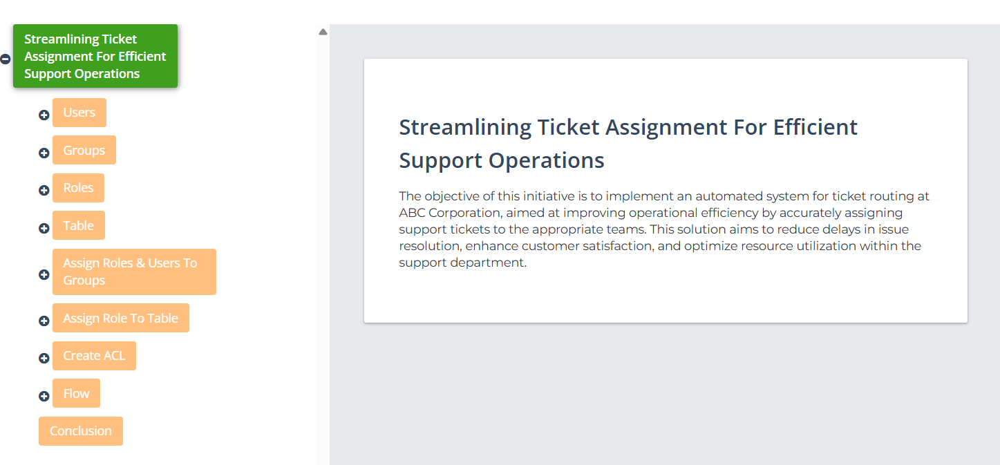 Streamlining Ticket
Assignment For Efficient
Support Operations
Users
Groups
Roles
Table
Assign Roles & Users To
Groups
Assign Role To Table
Create ACL
Flow
Conclusion
Streamlining Ticket Assignment For Efficient
Support Operations
The objective of this initiative is to implement an automated system for ticket routing at
ABC Corporation, aimed at improving operational efficiency by accurately assigning
support tickets to the appropriate teams. This solution aims to reduce delays in issue
resolution, enhance customer satisfaction, and optimize resource utilization within the
support department.